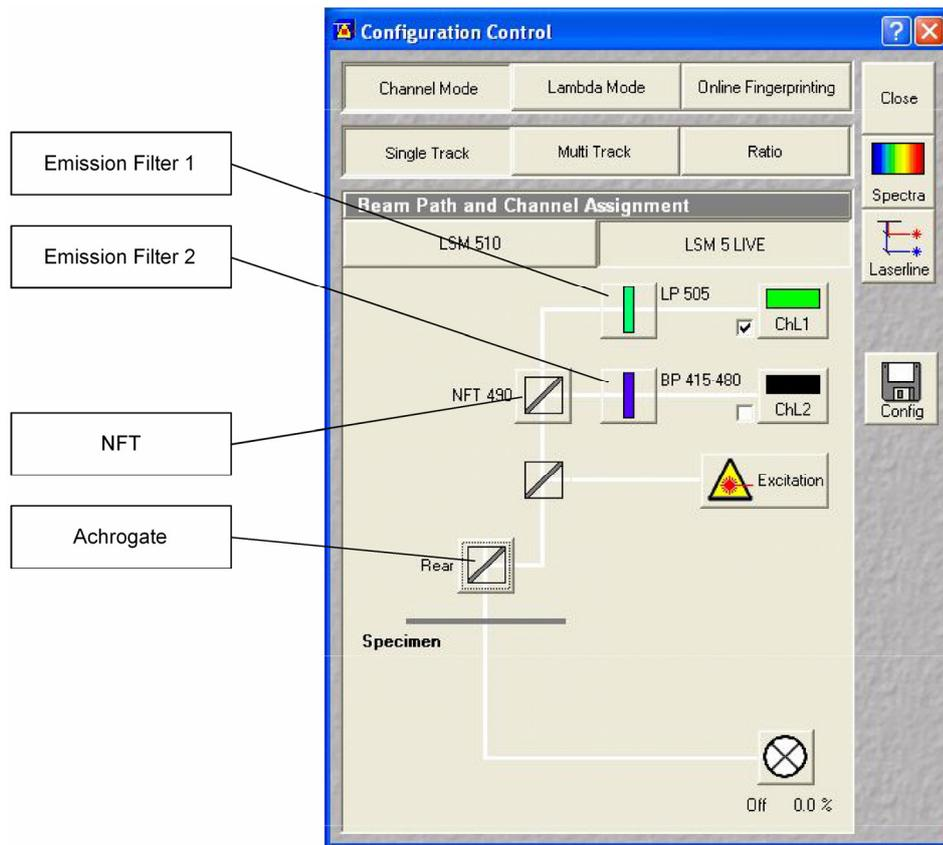 Configuration Control
Channel Mode
Lambda Mode
Online Fingerprinting
Close
Single Track
Multi Track
Ratio
Spectra
Beam Path and Channel Assignment
LSM 510
LSM 5 LIVE
Laserline
Emission Filter 1
Emission Filter 2
NFT
Achrogate
LP 505
ChL1
NFT 490
BP 415-480
ChL2
Config
Excitation
Rear
Specimen
Off 0.0 %